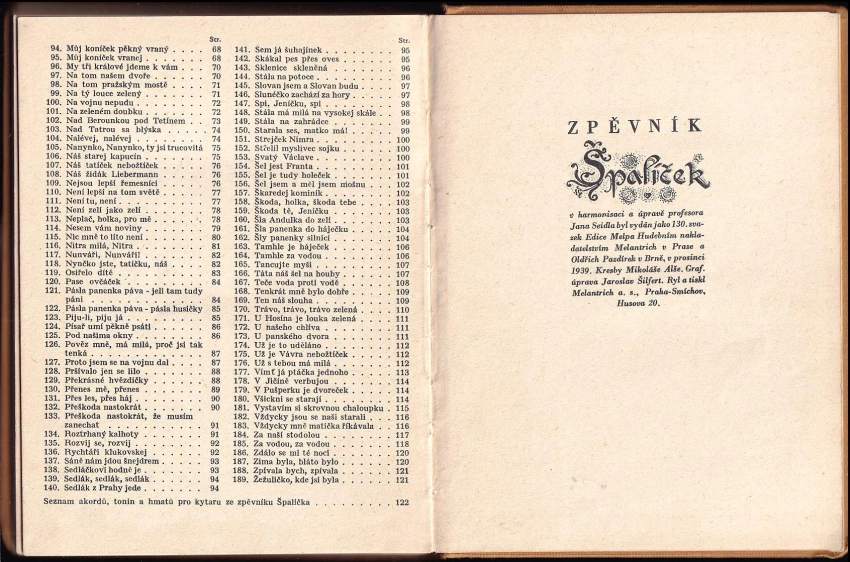 Str.
94. Můj koníček pěkný vraný . . . . 68
95. Můj koníček vranej . . . . . . 68
96. My tři králové jdeme k vám . . . 70
97. Na tom našem dvoře . . . . . . 70
98. Na tom pražským mostě . . . . . 71
99. Na tý louce zelený . . . . . . 71
100. Na vojnu nepudu . . . . . . . 72
101. Na zeleném doubku . . . . . . . 72
102. Nad Berounkou pod Tetínem . . . 73
103. Nad Tatrou sa blýska . . . . . . 74
104. Nalévej, nalévej . . . . . . . 74
105. Nanynko, Nanynko, ty jsi trucovitá 75
106. Náš starej kapucín . . . . . . . 75
107. Náš tatíček nebožtíček . . . . . 76
108. Náš židák Liebermann . . . . . 76
109. Nejsou lepší řemeslníci . . . . . 76
110. Není lepší na tom světě . . . . . 77
111. Není tu, není . . . . . . . . 77
112. Není zelí jako zelí . . . . . . . 78
113. Neplač, holka, pro mě . . . . . 78
114. Nesem vám noviny . . . . . . . 79
115. Nic mně to líto není . . . . . . 80
116. Nitra milá, Nitra . . . . . . . 81
117. Nunváři, Nunváři! . . . . . . . 82
118. Nynčko jste, tatíčku, náš . . . . 82
119. Osiřelo dítě . . . . . . . . . 83
120. Pase ovčáček . . . . . . . . . 84
121. Pásla panenka páva - jeli tam tudy
páni . . . . . . . . . . . . 84
122. Pásla panenka páva - pásla husičky 85
123. Piju-li, piju já . . . . . . . . 85
124. Písař umí pěkně psáti . . . . . 86
125. Pod našima okny . . . . . . . 86
126. Pověz mně, má milá, proč jsi tak
tenká . . . . . . . . . . . 87
127. Proto jsem se na vojnu dal . . . . 87
128. Pršívalo jen se lilo . . . . . . 88
129. Překrásné hvězdičky . . . . . . 88
130. Přenes mě, přenes . . . . . . . 89
131. Přes les, přes háj . . . . . . . 90
132. Přeškoda nastokrát . . . . . . . 90
133. Přeškoda nastokrát, že musím
zanechat . . . . . . . . . . 91
134. Roztrhaný kalhoty . . . . . . . 91
135. Rozvij se, rozvij . . . . . . . 92
136. Rychtáři klukovskej . . . . . . 92
137. Sáně nám jdou šnejdrem . . . . 93
138. Sedláčkovi hodně je . . . . . . 93
139. Sedlák, sedlák, sedlák . . . . . 94
140. Sedlák z Prahy jede . . . . . . 94
Str.
141. Sem já šuhajínek . . . . . . . 95
142. Skákal pes přes oves . . . . . . 95
143. Sklenice skleněná . . . . . . . 96
144. Stála na potoce . . . . . . . . 96
145. Slovan jsem a Slovan budu . . . . 96
146. Slunéčko zachází za hory . . . . 97
147. Spi, Jeníčku, spi . . . . . . . 98
148. Stála má milá na vysokej skále . . 98
149. Stála na zahrádce . . . . . . . 99
150. Starala ses, matko má! . . . . . 99
151. Strejček Nimra . . . . . . . . 100
152. Střelil myslivec sojku . . . . . . 100
153. Svatý Václave . . . . . . . . 100
154. Šel jest Franta . . . . . . . . 101
155. Šel je tudy holeček . . . . . . . 101
156. Šel jsem a měl jsem mošnu . . . 102
157. Škaredej kominík . . . . . . . 102
158. Škoda, holka, škoda tebe . . . . 103
159. Škoda tě, Jeníčku . . . . . . . 103
160. Šla Andulka do zelí . . . . . . 103
161. Šla panenka do hájíčku . . . . . 104
162. Šly panenky silnicí . . . . . . . 104
163. Tamhle je háječek . . . . . . . 106
164. Tamhle za vodou . . . . . . . 106
165. Tancujte myši . . . . . . . . 107
166. Táta náš šel na houby . . . . . 107
167. Teče voda proti vodě . . . . . . 108
168. Tenkrát mně bylo dobře . . . . . 109
169. Ten náš slouha . . . . . . . . 109
170. Trávo, trávo, trávo zelená . . . . 110
171. U Hosína je louka zelená . . . . 111
172. U našeho chlíva . . . . . . . . 111
173. U panského dvora . . . . . . . 111
174. Už je to uděláno . . . . . . . 112
175. Už je Vávra nebožtíček . . . . . 112
176. Už s tebou má milá . . . . . . 112
177. Vímť já ptáčka jednoho . . . . . 113
178. V Jičíně verbujou . . . . . . . 114
179. V Pušperku je dvoreček . . . . . 114
180. Všickni se starají . . . . . . . 114
181. Vystavím si skrovnou chaloupku . 115
182. Vždycky jsou se naši starali . . . 116
183. Vždycky mně matička říkávala . . 116
184. Za naší stodolou . . . . . . . 117
185. Za vodou, za vodou . . . . . . 118
186. Zdálo se mi té noci . . . . . . 120
187. Zima byla, bláto bylo . . . . . . 120
188. Zpívala bych, zpívala . . . . . . 121
189. Žežuličko, kde jsi byla . . . . . 121
Seznam akordů, tonin a hmatů pro kytaru ze zpěvníku Špalíčka . . . . . . . . . 122
ZPĚVNÍK
Špalíček
v harmonisaci a úpravě profesora
Jana Seidla byl vydán jako 130. sva-
zek Edice Melpa Hudebním nakla-
datelstvím Melantrich v Praze a
Oldřich Pazdírek v Brně, v prosinci
1939. Kresby Mikoláše Alše. Graf.
úprava Jaroslav Šilfert. Ryl a tiskl
Melantrich a. s., Praha-Smíchov,
Husova 20.